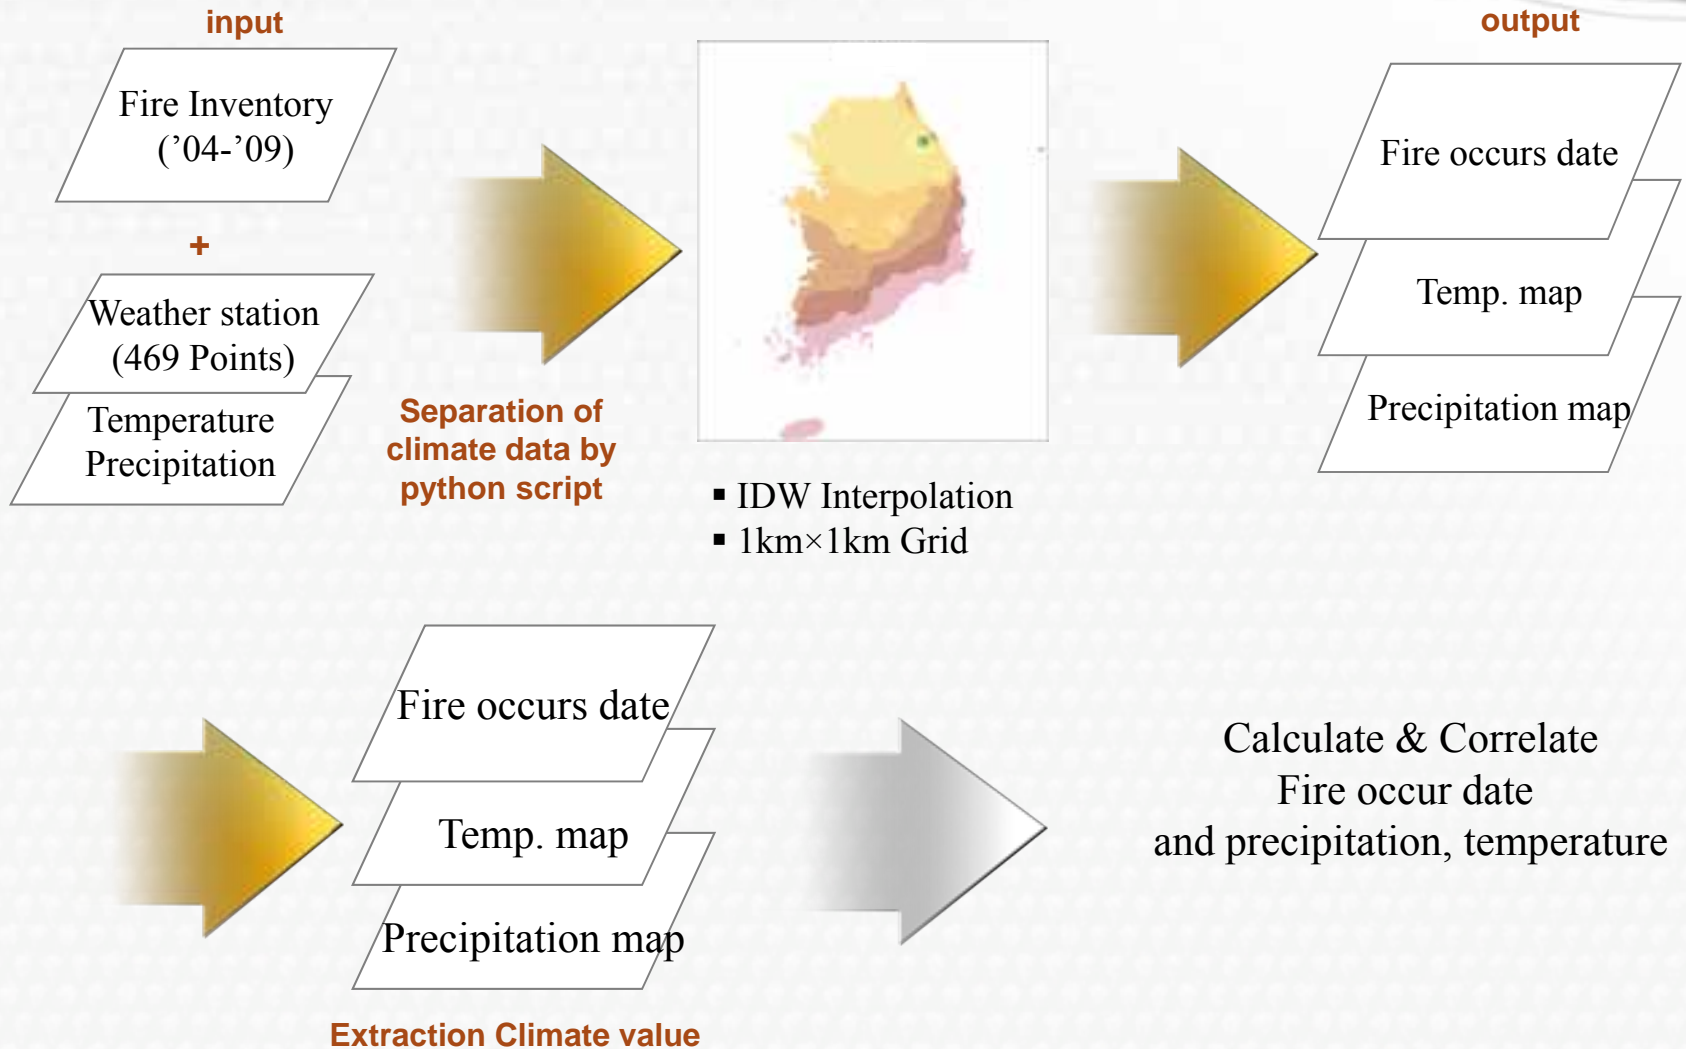 input
Fire Inventory
(’04-’09)
+
Weather station
(469 Points)
Temperature
Precipitation
Separation of
climate data by
python script
▪ IDW Interpolation
▪ 1km×1km Grid
output
Fire occurs date
Temp. map
Precipitation map
Fire occurs date
Temp. map
Precipitation map
Extraction Climate value
Calculate & Correlate
Fire occur date
and precipitation, temperature